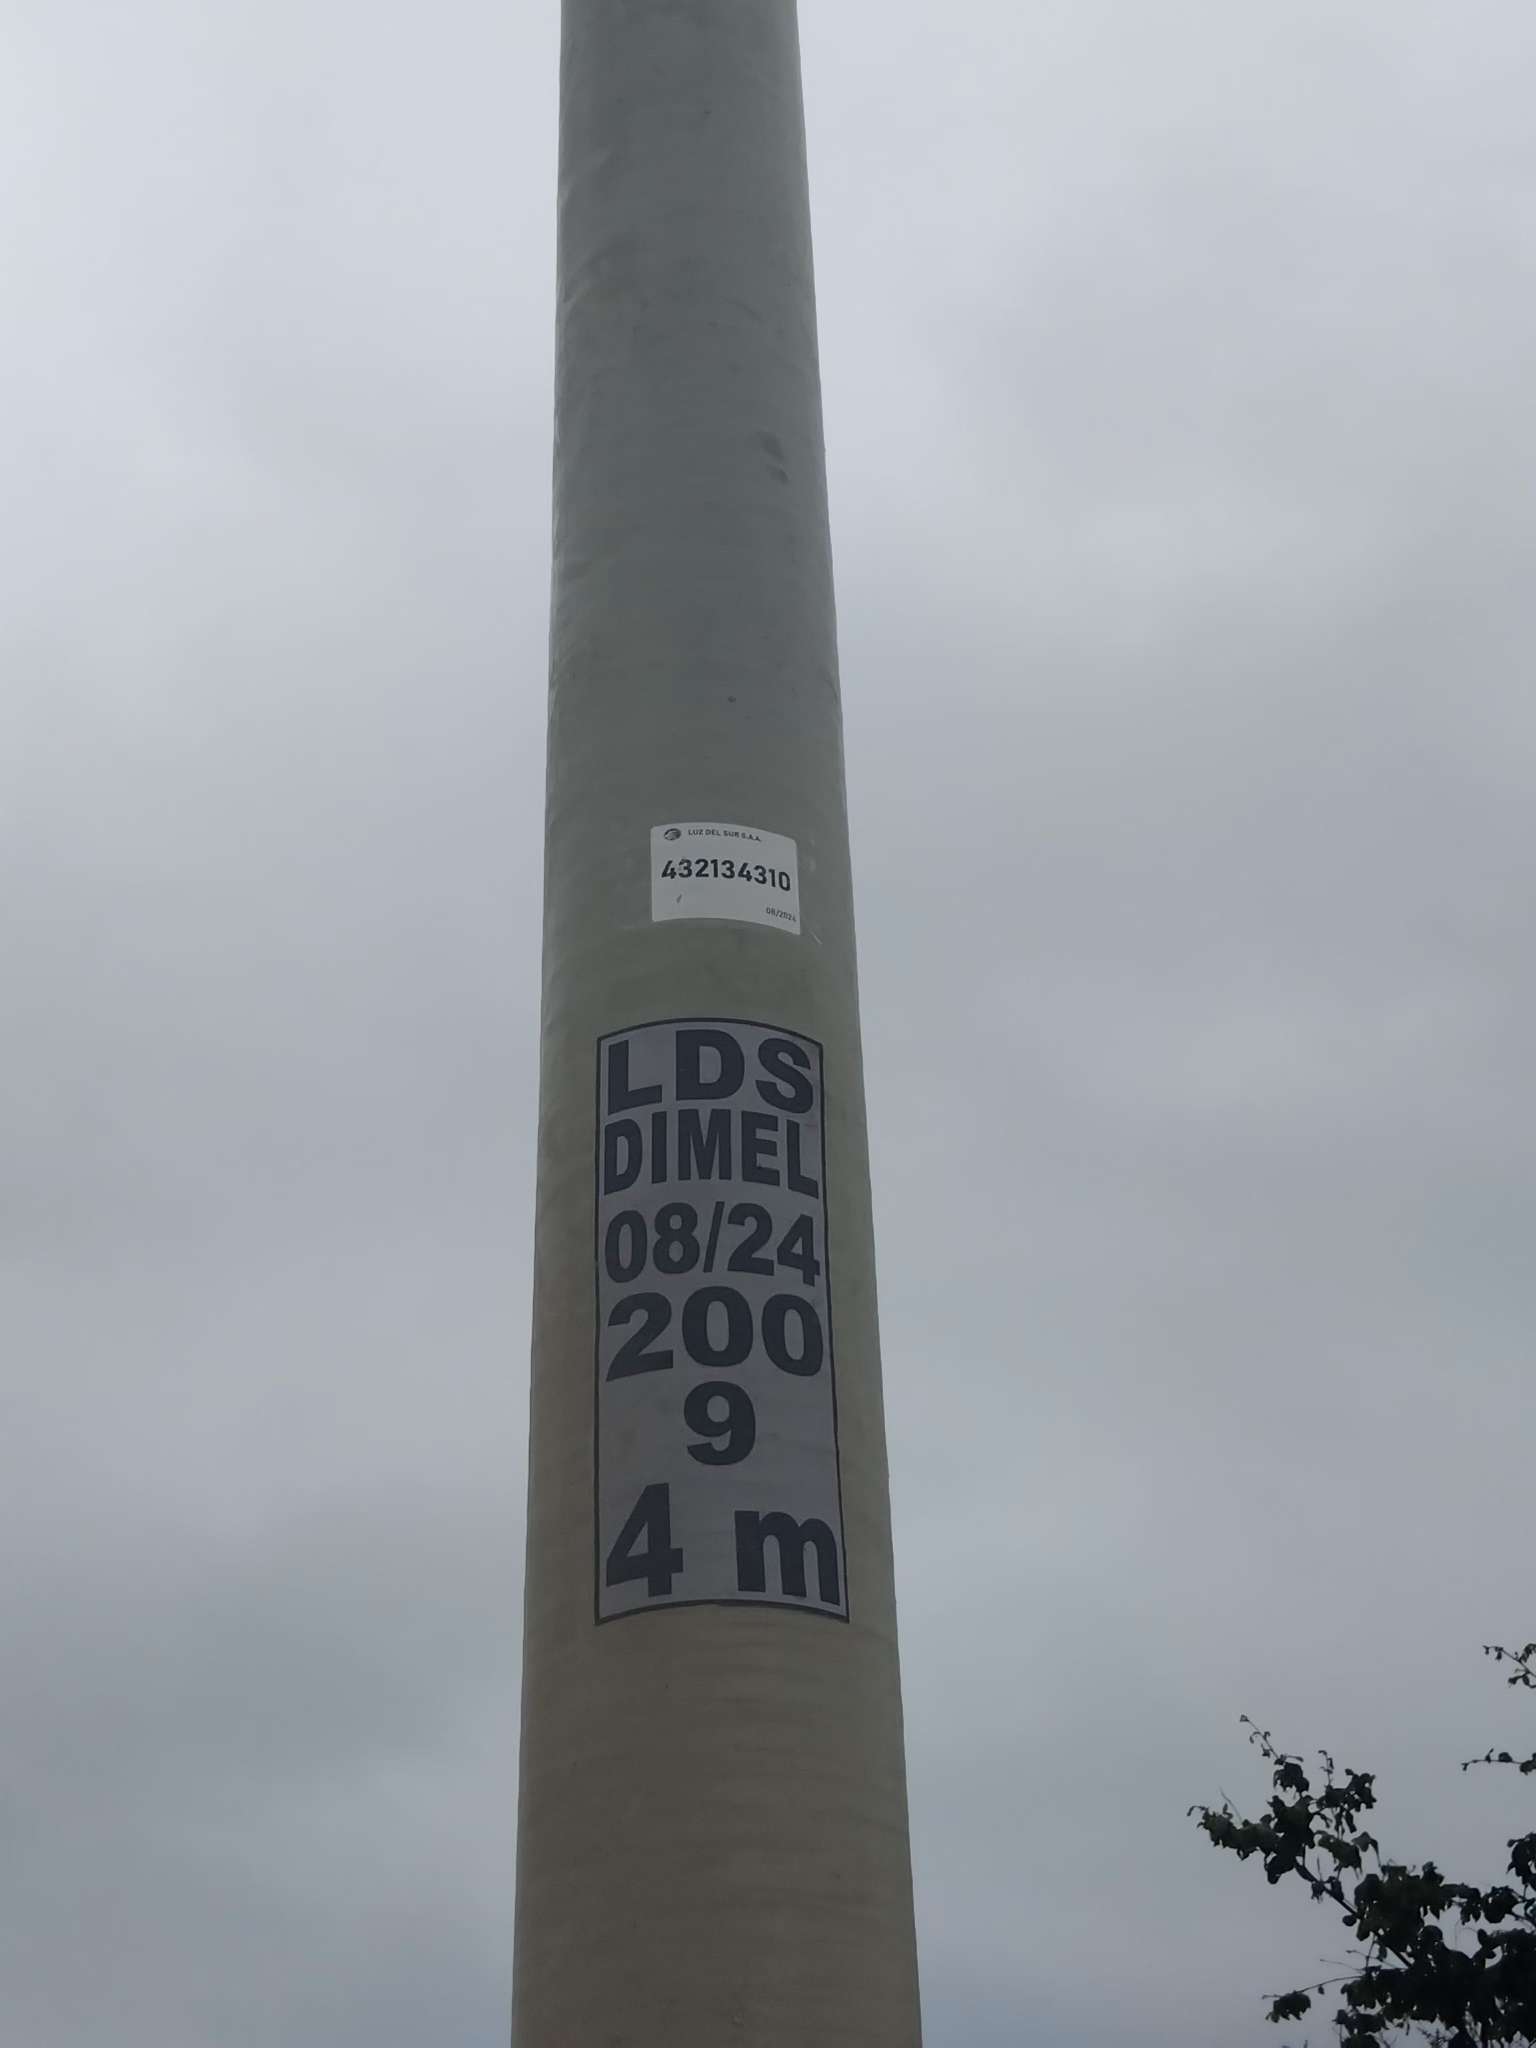 LUZ DEL SUR S.A.A.
432134310
08/2024
LDS
DIMEL
08/24
200
9
4 m